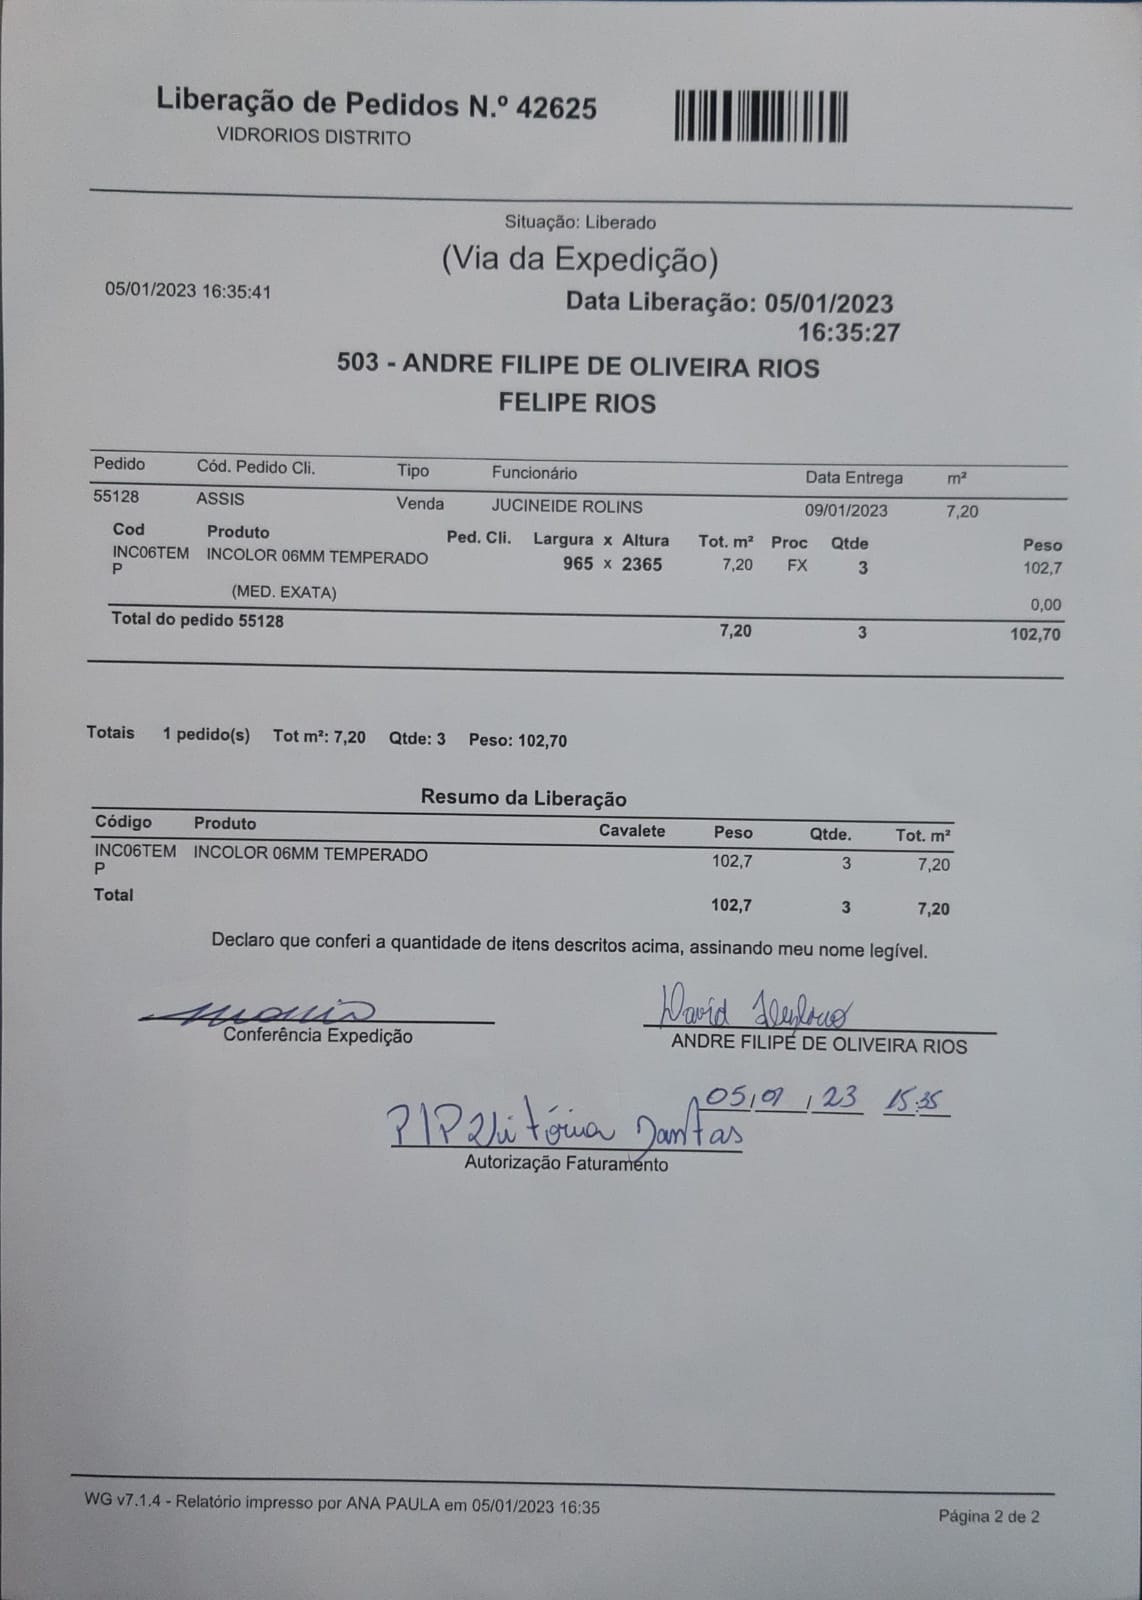 Liberação de Pedidos N.º 42625
VIDRORIOS DISTRITO
Situação: Liberado
(Via da Expedição)
05/01/2023 16:35:41
Data Liberação: 05/01/2023
16:35:27
503 - ANDRE FILIPE DE OLIVEIRA RIOS
FELIPE RIOS
Pedido Cód. Pedido Cli. Tipo Funcionário Data Entrega m²
55128 ASSIS Venda JUCINEIDE ROLINS 09/01/2023 7,20
Cod Produto Ped. Cli. Largura x Altura Tot. m² Proc Qtde Peso
INC06TEM INCOLOR 06MM TEMPERADO 965 x 2365 7,20 FX 3 102,7
P
(MED. EXATA) 0,00
Total do pedido 55128 7,20 3 102,70
Totais 1 pedido(s) Tot m²: 7,20 Qtde: 3 Peso: 102,70
Resumo da Liberação
Código Produto Cavalete Peso Qtde. Tot. m²
INC06TEM INCOLOR 06MM TEMPERADO 102,7 3 7,20
P
Total 102,7 3 7,20
Declaro que conferi a quantidade de itens descritos acima, assinando meu nome legível.
David
Conferência Expedição ANDRE FILIPE DE OLIVEIRA RIOS
05/01/23 15:35
P/P Vitória Dantas
Autorização Faturamento
WG v7.1.4 - Relatório impresso por ANA PAULA em 05/01/2023 16:35
Página 2 de 2